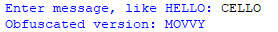 Enter message, like HELLO: CELLO
Obfuscated version: MOVVY